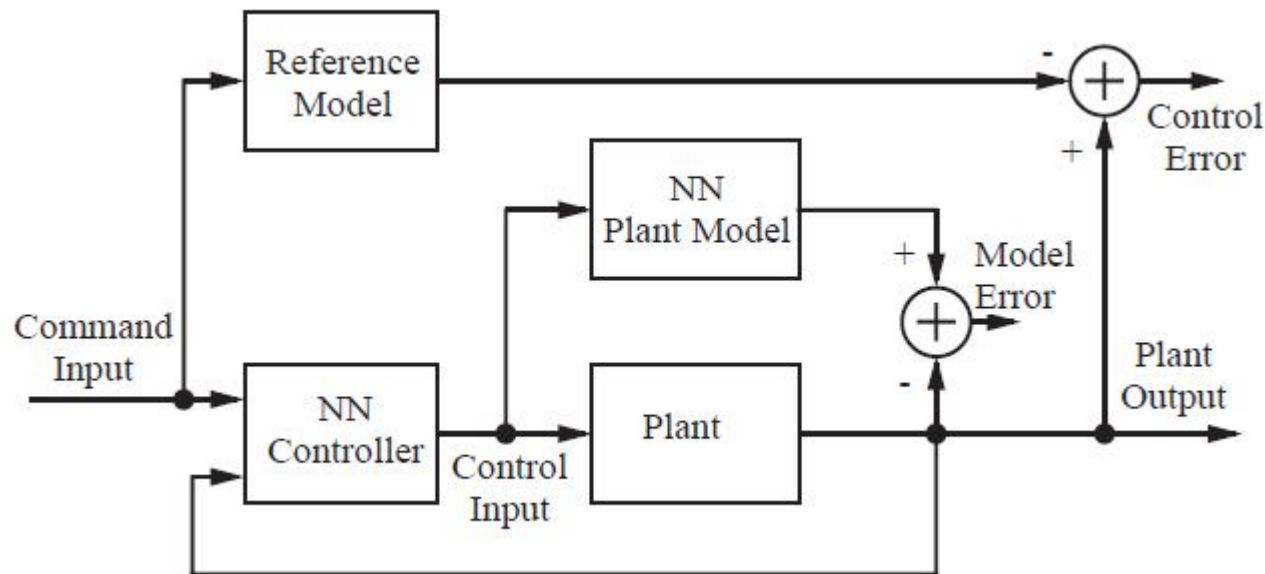 Reference
Model
-
+
Control
Error
+
NN
Plant Model
+
Model
Error
+
-
Command
Input
NN
Controller
Control
Input
Plant
Plant
Output